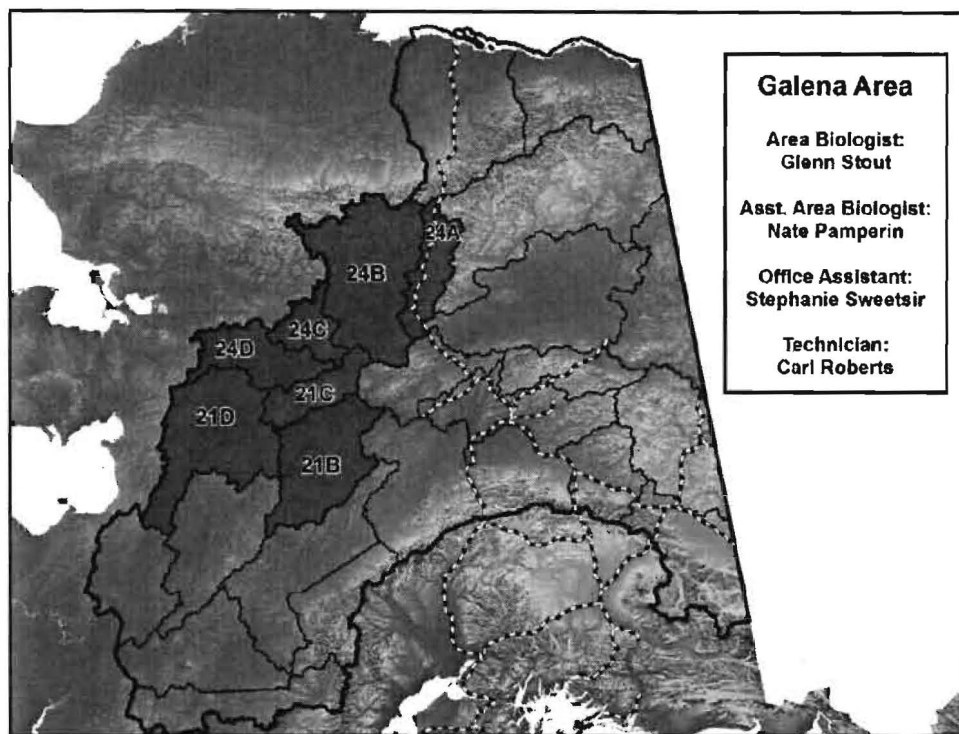 Galena Area
Area Biologist:
Glenn Stout
Asst. Area Biologist:
Nate Pamperin
Office Assistant:
Stephanie Sweetsir
Technician:
Carl Roberts
24A
24B
24C
24D
21C
21D
21B